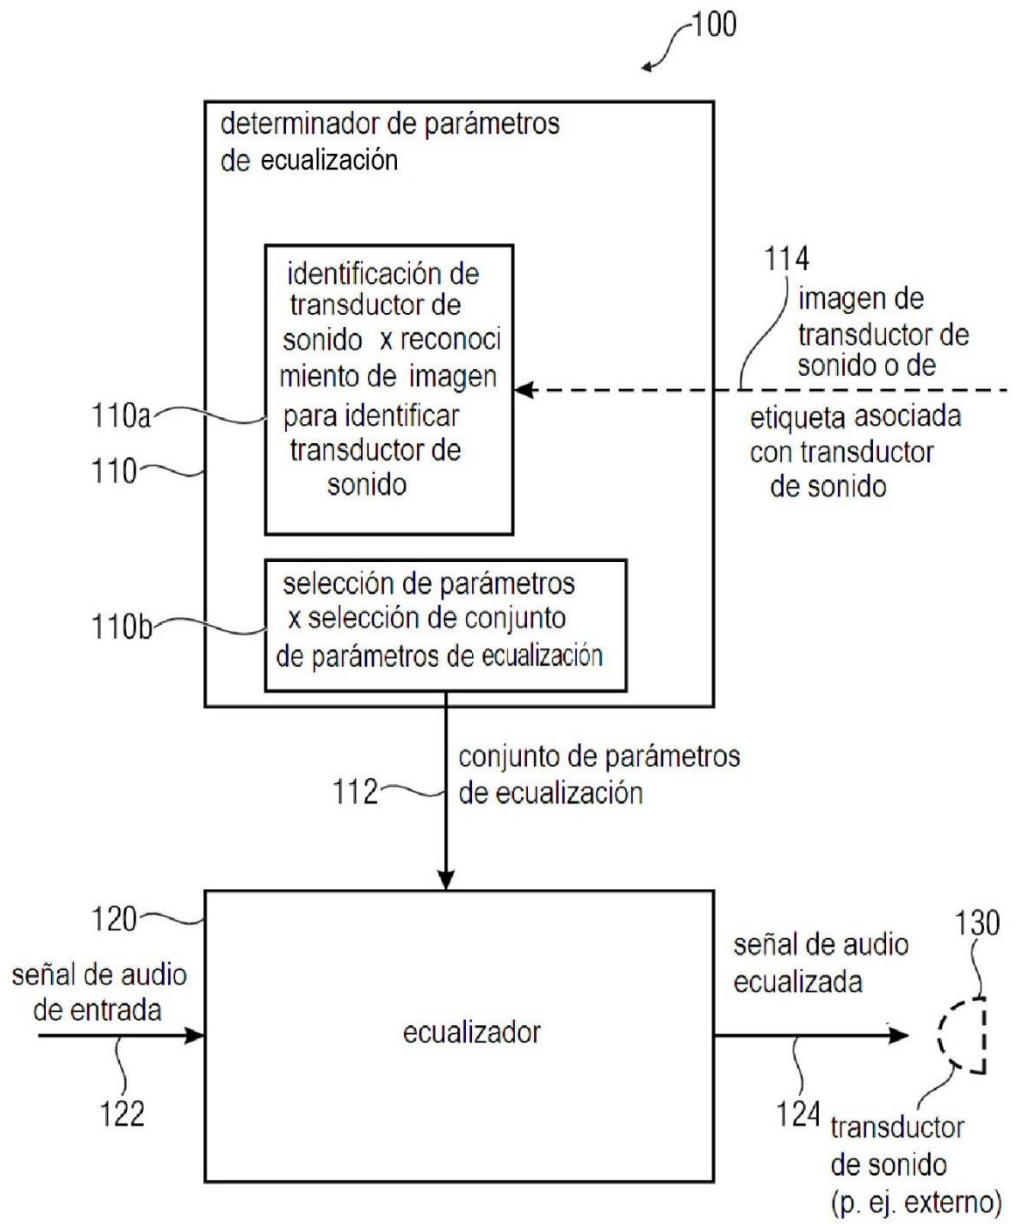 100
determinador de parámetros
de ecualización
identificación de
transductor de
sonido x reconoci
miento de imagen
para identificar
transductor de
sonido
110a
110
114
imagen de
transductor de
sonido o de
etiqueta asociada
con transductor
de sonido
selección de parámetros
x selección de conjunto
de parámetros de ecualización
110b
conjunto de parámetros
de ecualización
112
120
señal de audio
de entrada
122
ecualizador
señal de audio
ecualizada
124
130
transductor
de sonido
(p. ej. externo)